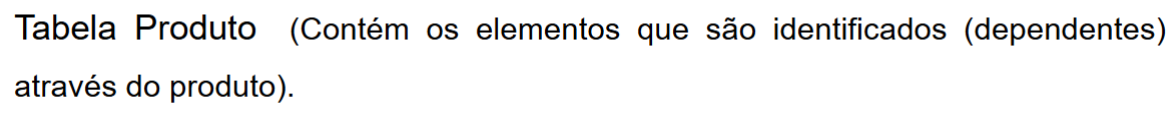 Tabela Produto (Contém os elementos que são identificados (dependentes)
através do produto).